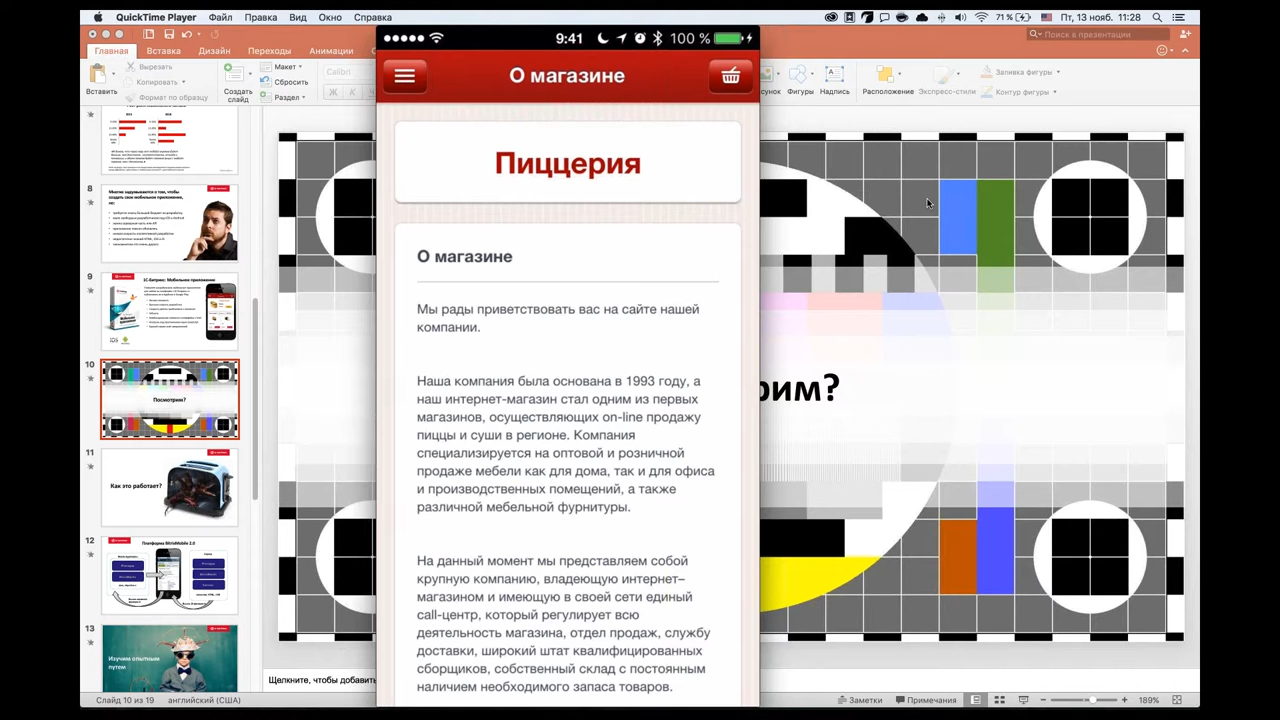 QuickTime Player Файл Правка Вид Окно Справка
71 % Пт, 13 нояб. 11:28
Поиск в презентации
Главная Вставка Дизайн Переходы Анимации
Вставить
Вырезать
Копировать
Формат по образцу
Создать слайд
Макет
Сбросить
Раздел
Calibri
Ж К
Фигуры
Надпись
Расположение
Экспресс-стили
Заливка фигуры
Контур фигуры
9:41 100 %
О магазине
Пиццерия
О магазине
Мы рады приветствовать вас на сайте нашей
компании.
Наша компания была основана в 1993 году, а
наш интернет-магазин стал одним из первых
магазинов, осуществляющих on-line продажу
пиццы и суши в регионе. Компания
специализируется на оптовой и розничной
продаже мебели как для дома, так и для офиса
и производственных помещений, а также
различной мебельной фурнитуры.
На данный момент мы представляем собой
крупную компанию, владеющую интернет–
магазином и имеющую в своей сети единый
call-центр, который регулирует всю
деятельность магазина, отдел продаж, службу
доставки, широкий штат квалифицированных
сборщиков, собственный склад с постоянным
наличием необходимого запаса товаров.
рим?
8
Многие задумываются о том, чтобы
создать свое мобильное приложение,
но:
9
1С-Битрикс: Мобильное приложение
10
Посмотрим?
11
Как это работает?
12
Платформа BitrixMobile 2.0
13
Изучим опытным
путем
Щелкните, чтобы добавить
Слайд 10 из 19 английский (США)
Заметки Примечания 189%